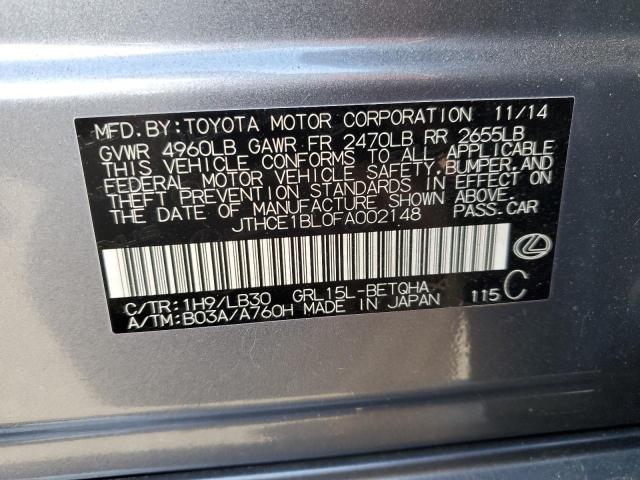 MFD.BY:TOYOTA MOTOR CORPORATION 11/14
GVWR 4960LB GAWR FR 2470LB RR 2655LB
THIS VEHICLE CONFORMS TO ALL APPLICABLE
FEDERAL MOTOR VEHICLE SAFETY,BUMPER,AND
THEFT PREVENTION STANDARDS IN EFFECT ON
THE DATE OF MANUFACTURE SHOWN ABOVE.
JTHCE1BL0FA002148 PASS.CAR
C/TR:1H9/LB30 GRL15L-BETQHA
A/TM:B03A/A760H MADE IN JAPAN 115 C